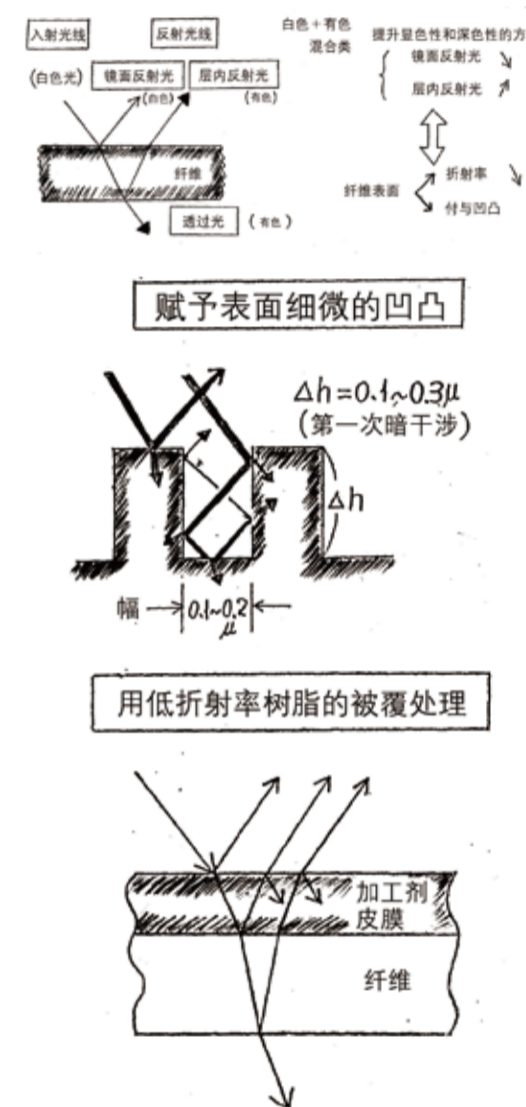 入射光线
反射光线
(白色光)
镜面反射光
层内反射光
(白色)
(有色)
纤维
透过光
(有色)
白色+有色
混合类
提升显色性和深色性的方
镜面反射光
层内反射光
纤维表面
折射率
付与凹凸
赋予表面细微的凹凸
Δh=0.1~0.3μ
(第一次暗干涉)
Δh
幅
0.1~0.2
μ
用低折射率树脂的被覆处理
加工剂
皮膜
纤维